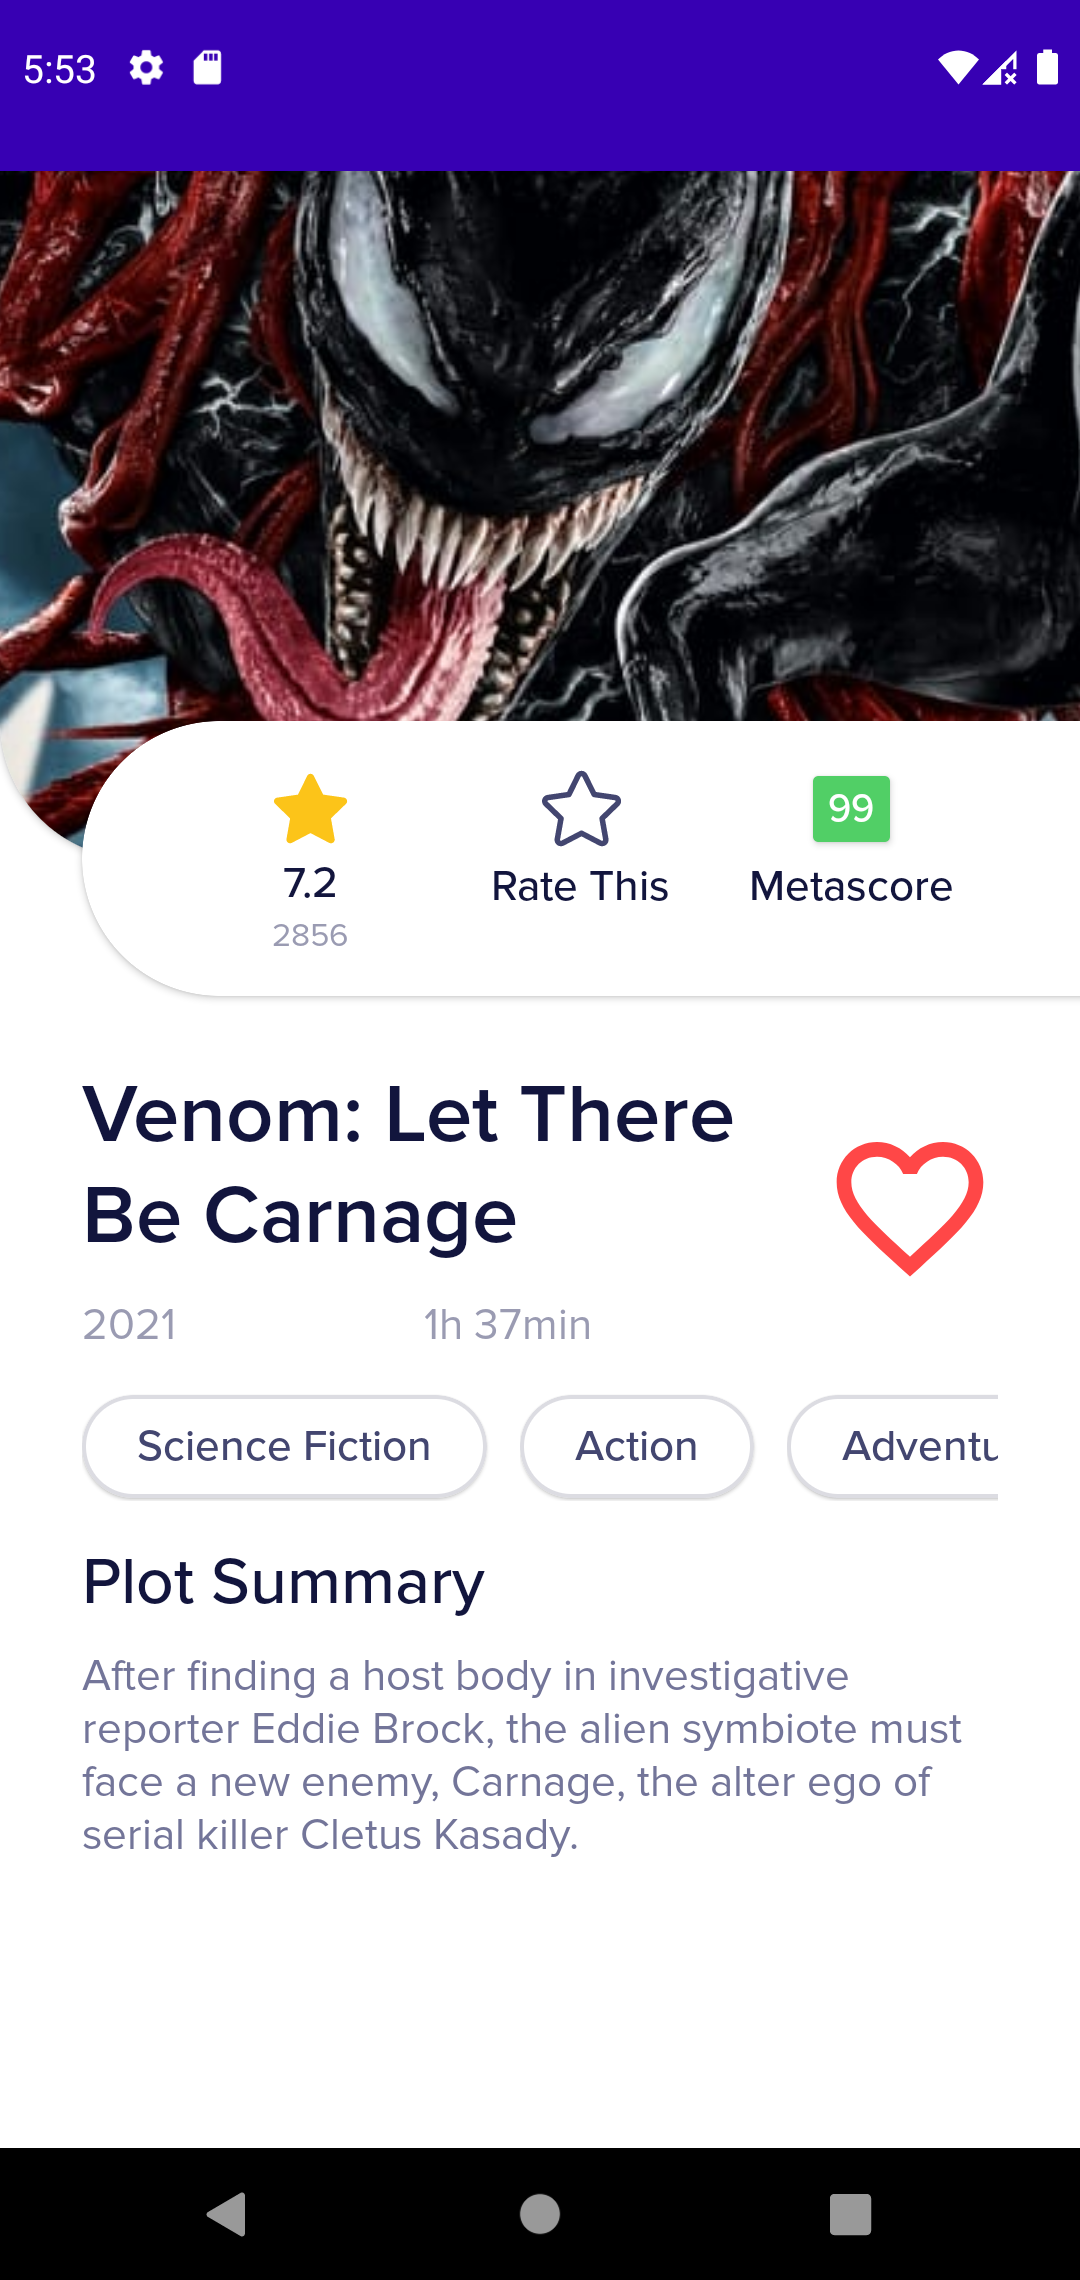 5:53
99
7.2
Rate This
Metascore
2856
Venom: Let There
Be Carnage
2021
1h 37min
Science Fiction
Action
Adventu
Plot Summary
After finding a host body in investigative
reporter Eddie Brock, the alien symbiote must
face a new enemy, Carnage, the alter ego of
serial killer Cletus Kasady.